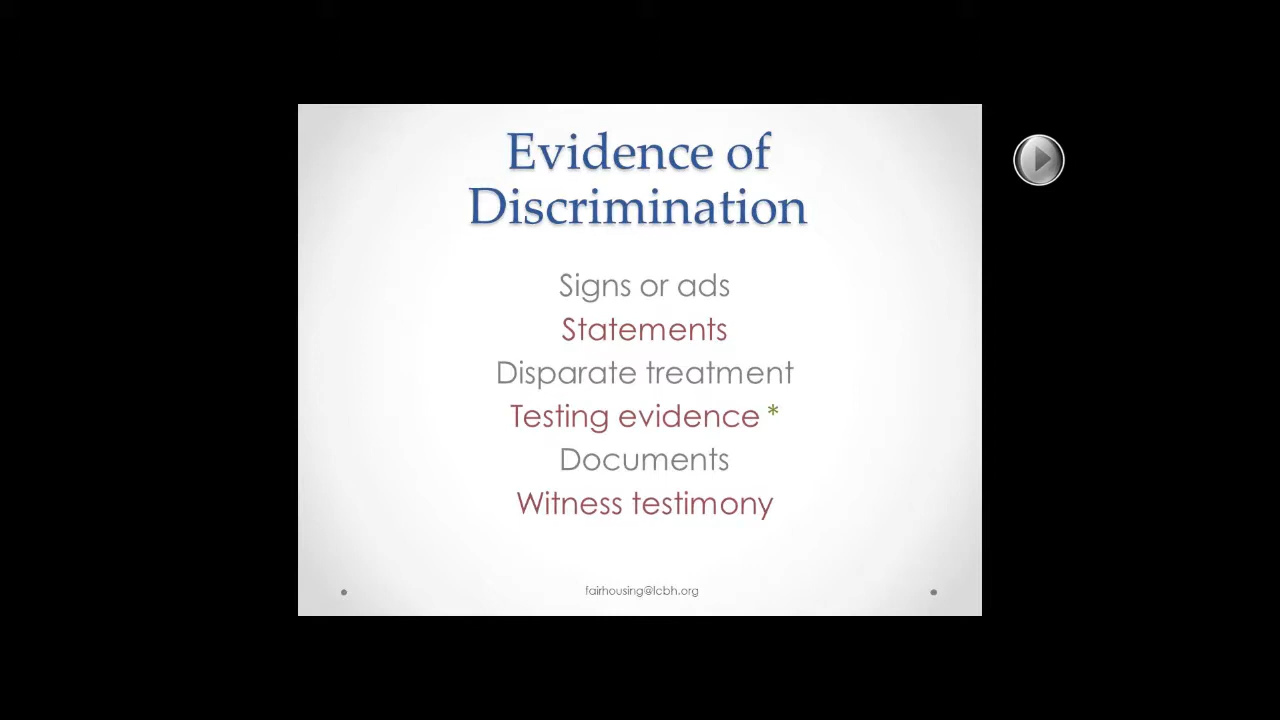 Evidence of
Discrimination
Signs or ads
Statements
Disparate treatment
Testing evidence *
Documents
Witness testimony
fairhousing@lcbh.org